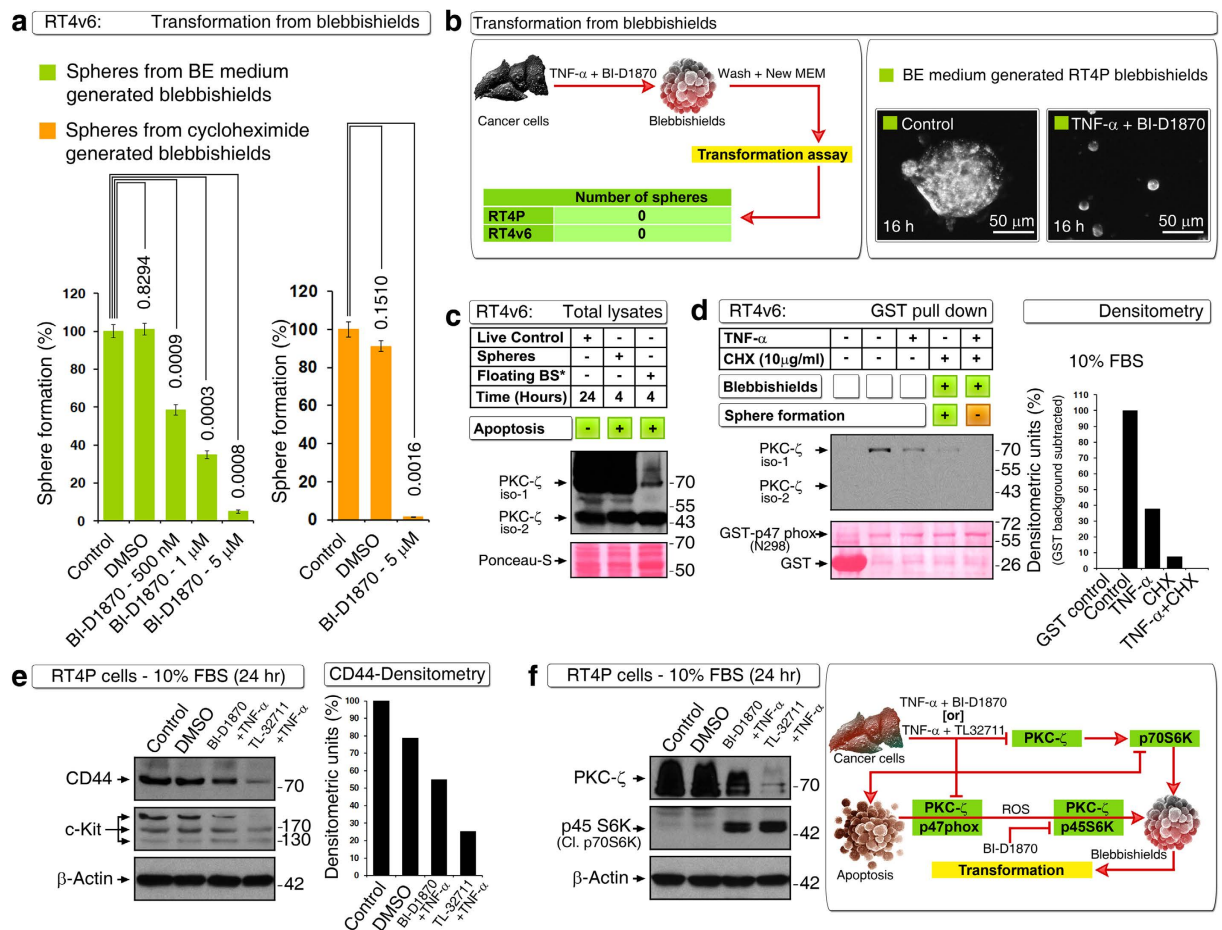 a
RT4v6: Transformation from blebbishields
Spheres from BE medium
generated blebbishields
Spheres from cycloheximide
generated blebbishields
Sphere formation (%)
120
100
80
60
40
20
0
0.8294
0.0009
0.0003
0.0008
Control
DMSO
BI-D1870 - 500 nM
BI-D1870 - 1 µM
BI-D1870 - 5 µM
Sphere formation (%)
120
100
80
60
40
20
0
0.1510
0.0016
Control
DMSO
BI-D1870 - 5 µM
b
Transformation from blebbishields
TNF-α + BI-D1870
Wash + New MEM
Cancer cells
Blebbishields
Transformation assay
Number of spheres
RT4P 0
RT4v6 0
BE medium generated RT4P blebbishields
Control
16 h
50 µm
TNF-α + BI-D1870
16 h
50 µm
c
RT4v6: Total lysates
Live Control + - -
Spheres - + -
Floating BS* - - +
Time (Hours) 24 4 4
Apoptosis - + +
PKC-ζ
iso-1
PKC-ζ
iso-2
-70
-55
-43
Ponceau-S
-70
-50
d
RT4v6: GST pull down
TNF-α - - + - +
CHX (10µg/ml) - - - + +
Blebbishields + +
Sphere formation + -
PKC-ζ
iso-1
PKC-ζ
iso-2
-70
-55
-43
GST-p47 phox
(N298)
GST
-72
-55
-26
Densitometry
10% FBS
Densitometric units (%)
(GST background subtracted)
110
100
90
80
70
60
50
40
30
20
10
0
GST control
Control
TNF-α
CHX
TNF-α+CHX
e
RT4P cells - 10% FBS (24 hr)
Control
DMSO
BI-D1870
+TNF-α
TL-32711
+TNF-α
CD44
-70
c-Kit
-170
-130
β-Actin
-42
CD44-Densitometry
Densitometric units (%)
100
90
80
70
60
50
40
30
20
10
0
Control
DMSO
BI-D1870
+TNF-α
TL-32711
+TNF-α
f
RT4P cells - 10% FBS (24 hr)
Control
DMSO
BI-D1870
+TNF-α
TL-32711
+TNF-α
PKC-ζ
-70
p45 S6K
(Cl. p70S6K)
-42
β-Actin
-42
TNF-α + BI-D1870
[or]
TNF-α + TL32711
Cancer cells
PKC-ζ
p70S6K
PKC-ζ
p47phox
ROS
PKC-ζ
p45S6K
BI-D1870
Apoptosis
Blebbishields
Transformation